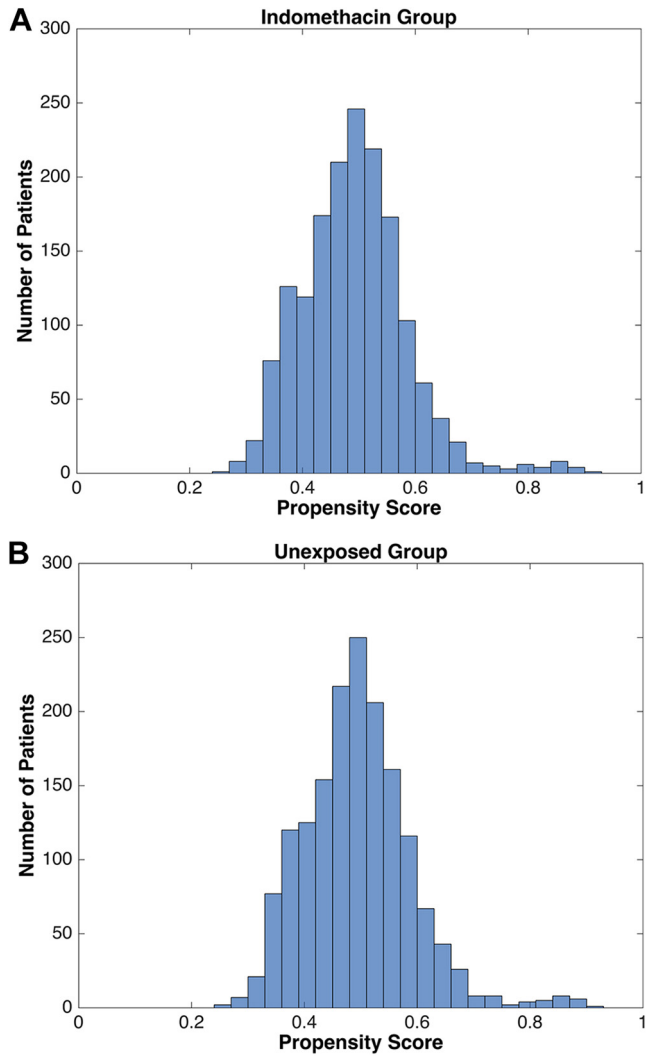 A
Indomethacin Group
300
250
200
150
100
50
0
Number of Patients
0 0.2 0.4 0.6 0.8 1
Propensity Score
B
Unexposed Group
300
250
200
150
100
50
0
Number of Patients
0 0.2 0.4 0.6 0.8 1
Propensity Score